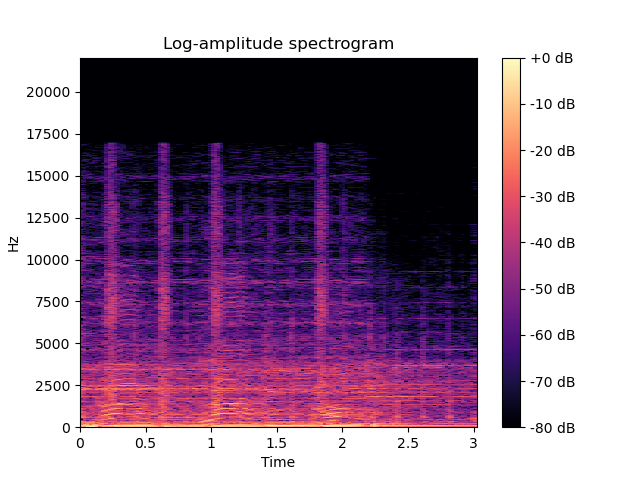 Log-amplitude spectrogram
Hz
20000
17500
15000
12500
10000
7500
5000
2500
0
0 0.5 1 1.5 2 2.5 3
Time
+0 dB
-10 dB
-20 dB
-30 dB
-40 dB
-50 dB
-60 dB
-70 dB
-80 dB